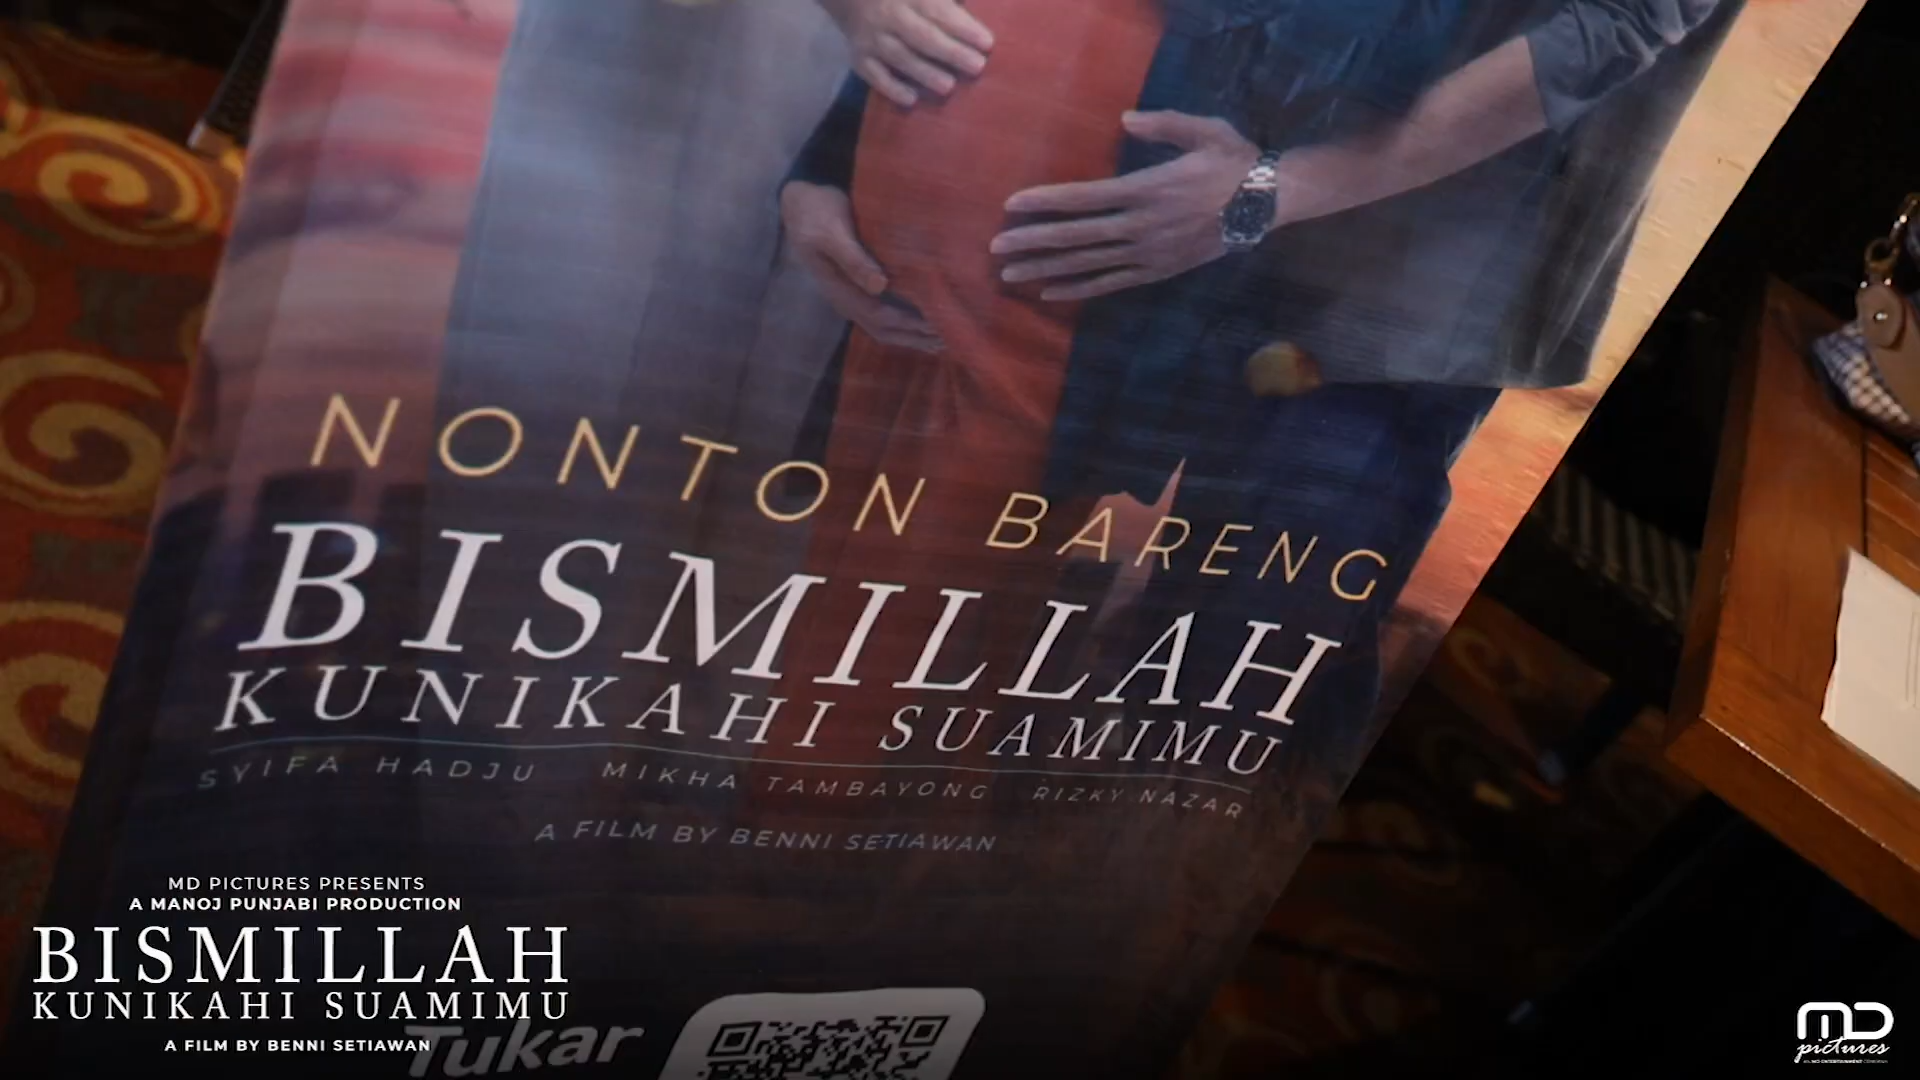 NONTON BARENG
BISMILLAH
KUNIKAHI SUAMIMU
SYIFA HADJU MIKHA TAMBAYONG RIZKY NAZAR
A FILM BY BENNI SETIAWAN
Tukar
MD PICTURES PRESENTS
A MANOJ PUNJABI PRODUCTION
BISMILLAH
KUNIKAHI SUAMIMU
A FILM BY BENNI SETIAWAN
MD
pictures